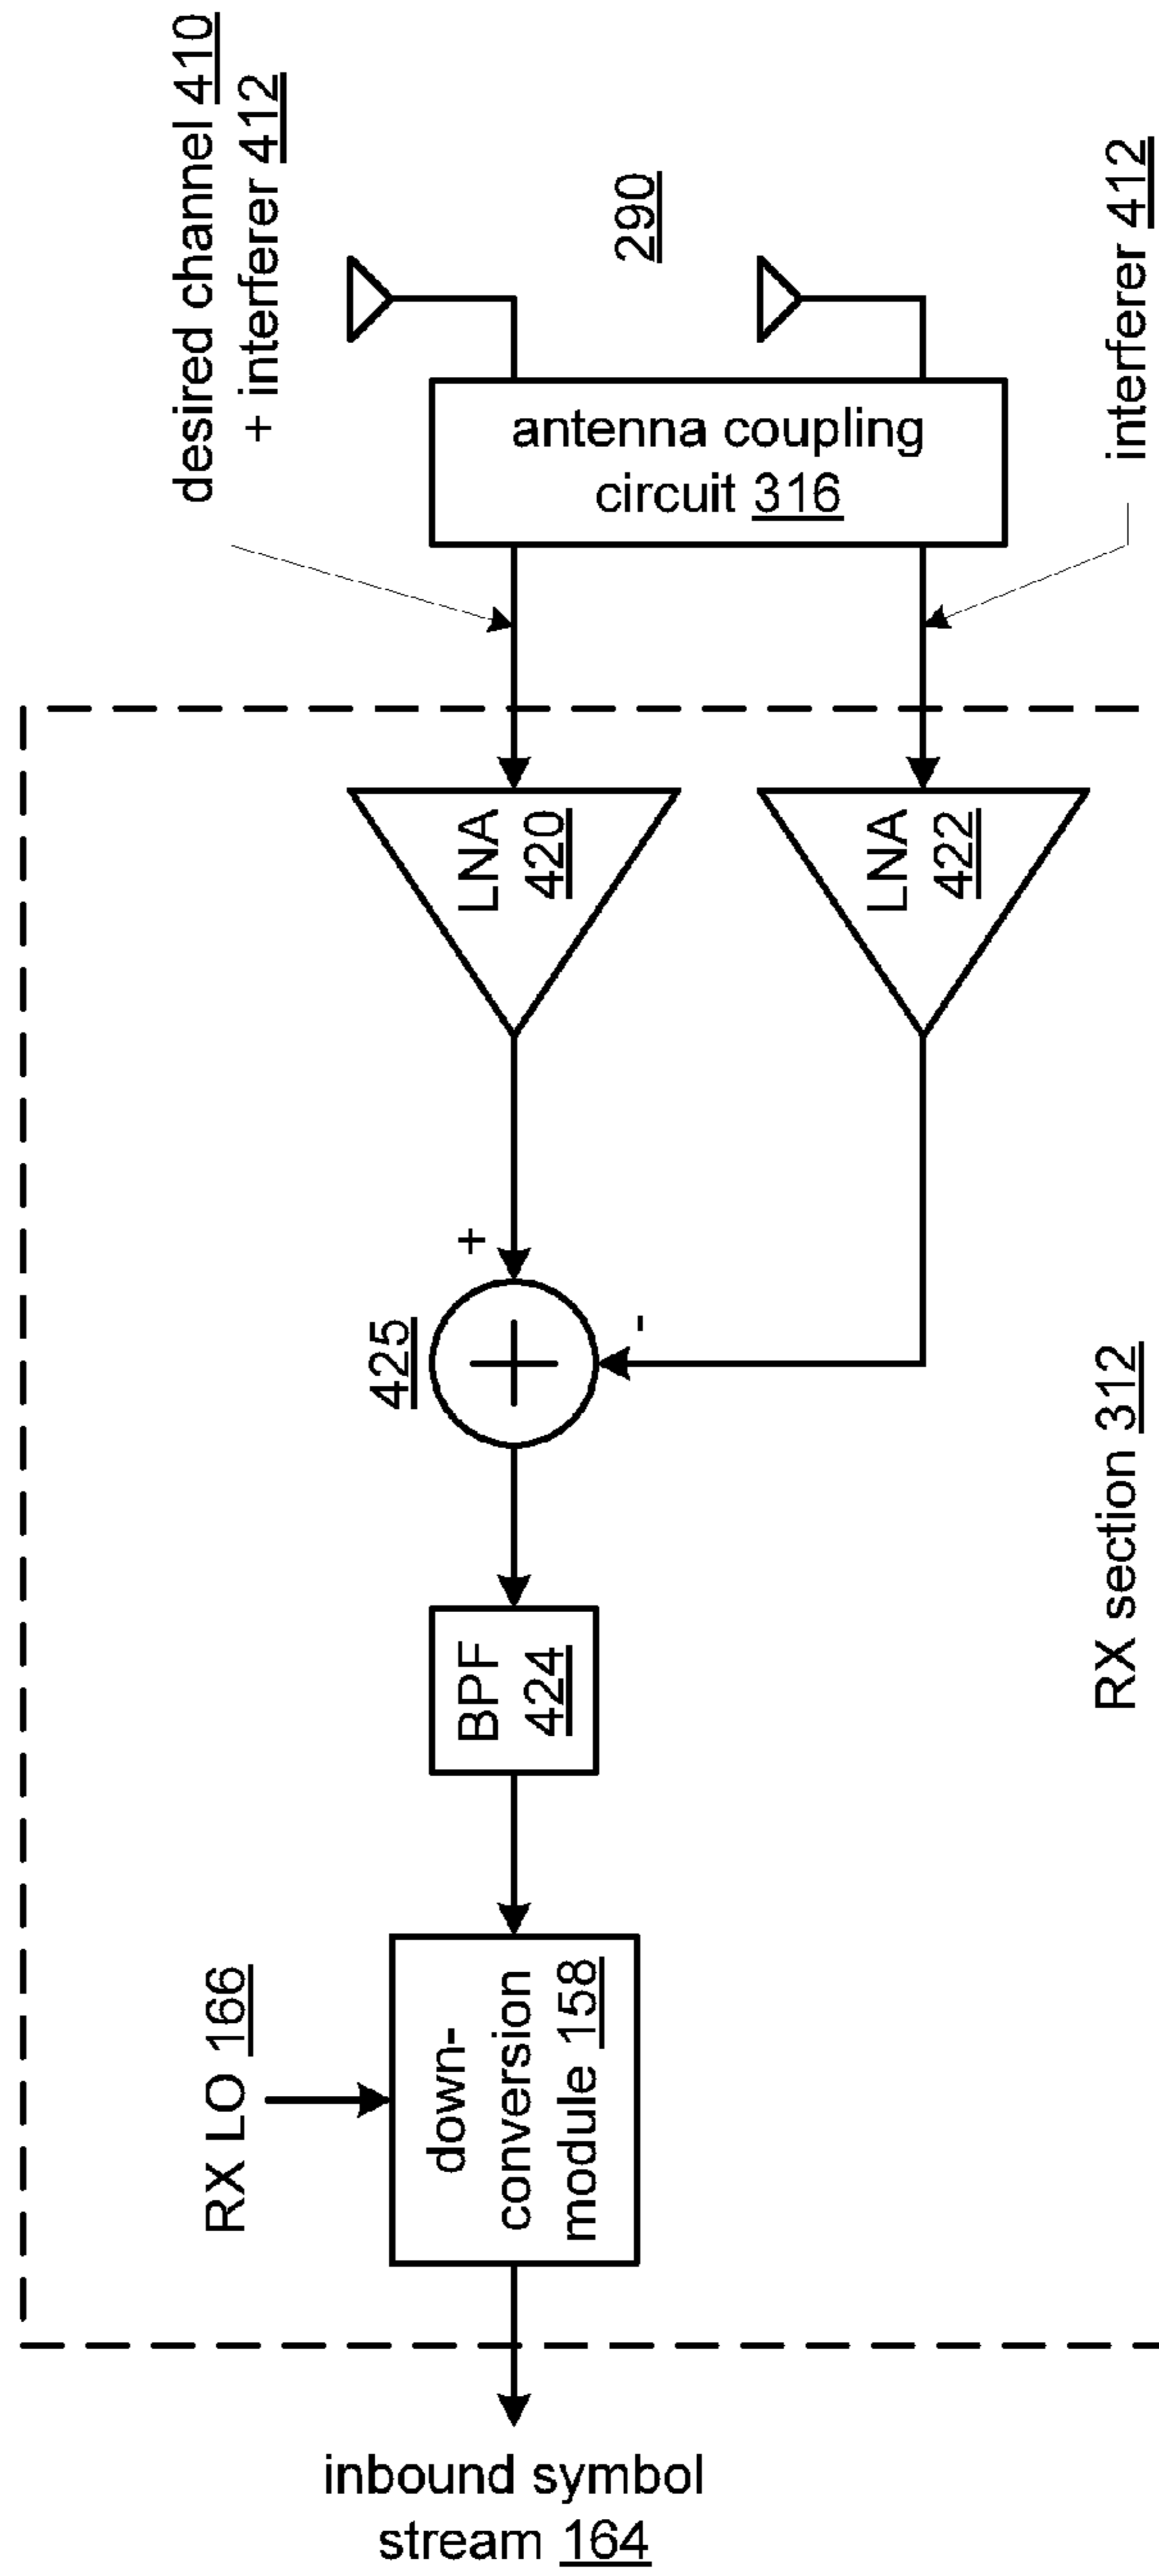 desired channel 410
+ interferer 412
290
antenna coupling
circuit 316
interferer 412
LNA
420
LNA
422
+
-
425
RX section 312
BPF
424
RX LO 166
down-
conversion
module 158
inbound symbol
stream 164